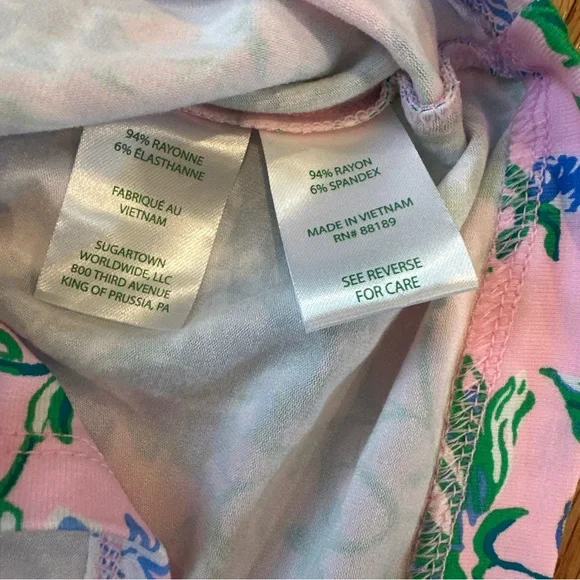 94% RAYONNE
6% ÉLASTHANNE
FABRIQUÉ AU
VIETNAM
SUGARTOWN
WORLDWIDE, LLC
800 THIRD AVENUE
KING OF PRUSSIA, PA
94% RAYON
6% SPANDEX
MADE IN VIETNAM
RN# 88189
SEE REVERSE
FOR CARE